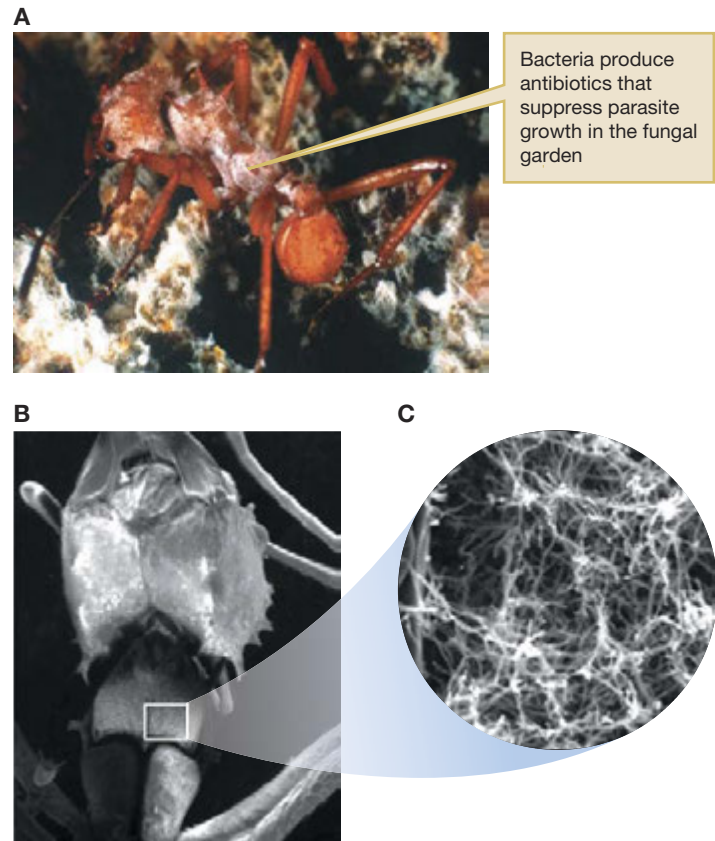 A
Bacteria produce
antibiotics that
suppress parasite
growth in the fungal
garden
B
C